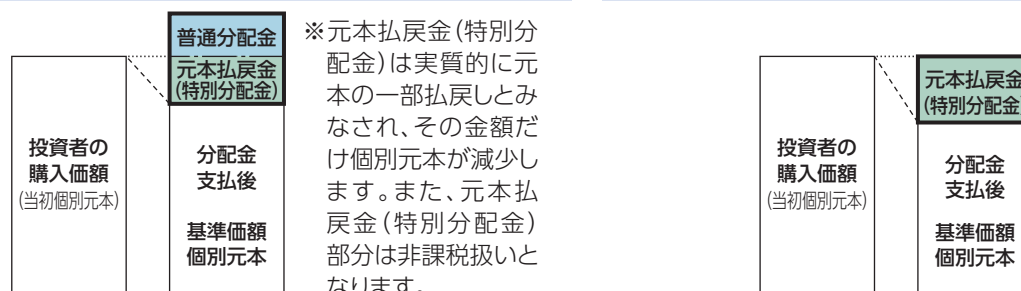 普通分配金
元本払戻金
(特別分配金)
投資者の
購入価額
(当初個別元本)
分配金
支払後
基準価額
個別元本
※元本払戻金(特別分
配金)は実質的に元
本の一部払戻しとみ
なされ、その金額だ
け個別元本が減少し
ます。また、元本払
戻金(特別分配金)
部分は非課税扱いと
なります。
元本払戻金
(特別分配金
投資者の
購入価額
(当初個別元本)
分配金
支払後
基準価額
個別元本